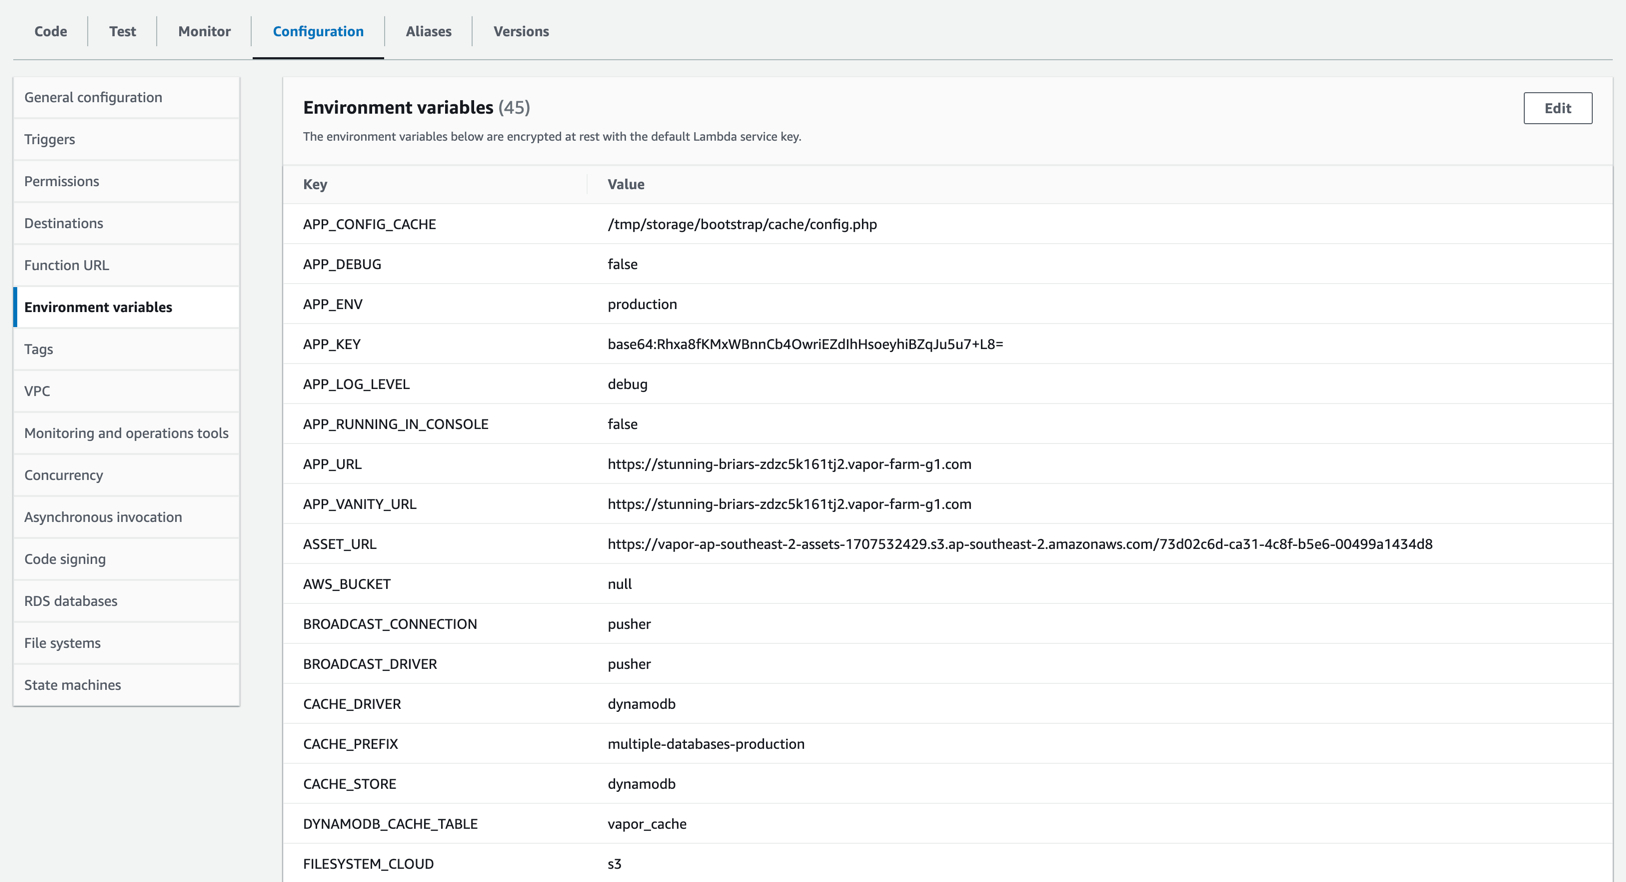 Code Test Monitor Configuration Aliases Versions
General configuration
Triggers
Permissions
Destinations
Function URL
Environment variables
Tags
VPC
Monitoring and operations tools
Concurrency
Asynchronous invocation
Code signing
RDS databases
File systems
State machines
Environment variables (45)
Edit
The environment variables below are encrypted at rest with the default Lambda service key.
Key Value
APP_CONFIG_CACHE /tmp/storage/bootstrap/cache/config.php
APP_DEBUG false
APP_ENV production
APP_KEY base64:Rhxa8fKMxWBnnCb4OwriEZdIhHsoeyhiBZqJu5u7+L8=
APP_LOG_LEVEL debug
APP_RUNNING_IN_CONSOLE false
APP_URL https://stunning-briars-zdzc5k161tj2.vapor-farm-g1.com
APP_VANITY_URL https://stunning-briars-zdzc5k161tj2.vapor-farm-g1.com
ASSET_URL https://vapor-ap-southeast-2-assets-1707532429.s3.ap-southeast-2.amazonaws.com/73d02c6d-ca31-4c8f-b5e6-00499a1434d8
AWS_BUCKET null
BROADCAST_CONNECTION pusher
BROADCAST_DRIVER pusher
CACHE_DRIVER dynamodb
CACHE_PREFIX multiple-databases-production
CACHE_STORE dynamodb
DYNAMODB_CACHE_TABLE vapor_cache
FILESYSTEM_CLOUD s3